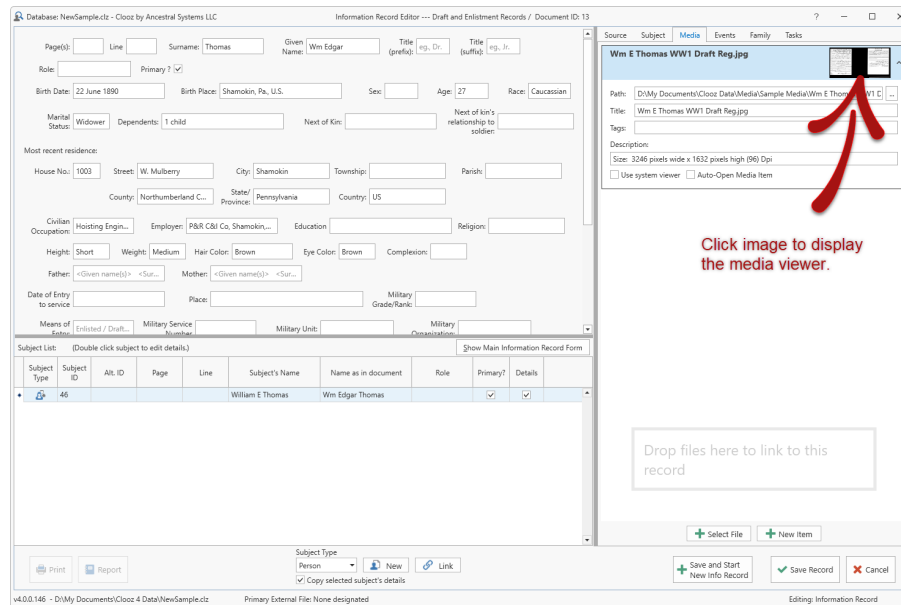 Database: NewSample.clz - Clooz by Ancestral Systems LLC Information Record Editor --- Draft and Enlistment Records / Document ID: 13
Source Subject Media Events Family Tasks
Page(s): Line Surname: Thomas Given Name: Wm Edgar Title (prefix): eg., Dr. Title (suffix): eg., Jr.
Role: Primary ?
Birth Date: 22 June 1890 Birth Place: Shamokin, Pa., U.S. Sex: Age: 27 Race: Caucassian
Marital Status: Widower Dependents: 1 child Next of Kin: Next of kin's relationship to soldier:
Most recent residence:
House No.: 1003 Street: W. Mulberry City: Shamokin Township: Parish:
County: Northumberland C... State/ Province: Pennsylvania Country: US
Civilian Occupation: Hoisting Engin... Employer: P&R C&I Co, Shamokin,... Education Religion:
Height: Short Weight: Medium Hair Color: Brown Eye Color: Brown Complexion:
Father: <Given name(s)> <Sur... Mother: <Given name(s)> <Sur...
Date of Entry to service Place: Military Grade/Rank:
Means of Entry: Enlisted / Draft... Military Service Number Military Unit: Military Organization:
Wm E Thomas WW1 Draft Reg.jpg
Path: D:\My Documents\Clooz Data\Media\Sample Media\Wm E Thomas WW1 D ...
Title: Wm E Thomas WW1 Draft Reg.jpg
Tags:
Description:
Size: 3246 pixels wide x 1632 pixels high (96) Dpi
Use system viewer Auto-Open Media Item
Click image to display
the media viewer.
Subject List: (Double click subject to edit details.) Show Main Information Record Form
Subject Type Subject ID Alt. ID Page Line Subject's Name Name as in document Role Primary? Details
46 William E Thomas Wm Edgar Thomas
Drop files here to link to this
record
Select File New Item
Print Report
Subject Type
Person New Link
Copy selected subject's details
Save and Start
New Info Record
Save Record Cancel
v4.0.0.146 - D:\My Documents\Clooz 4 Data\NewSample.clz Primary External File: None designated Editing: Information Record